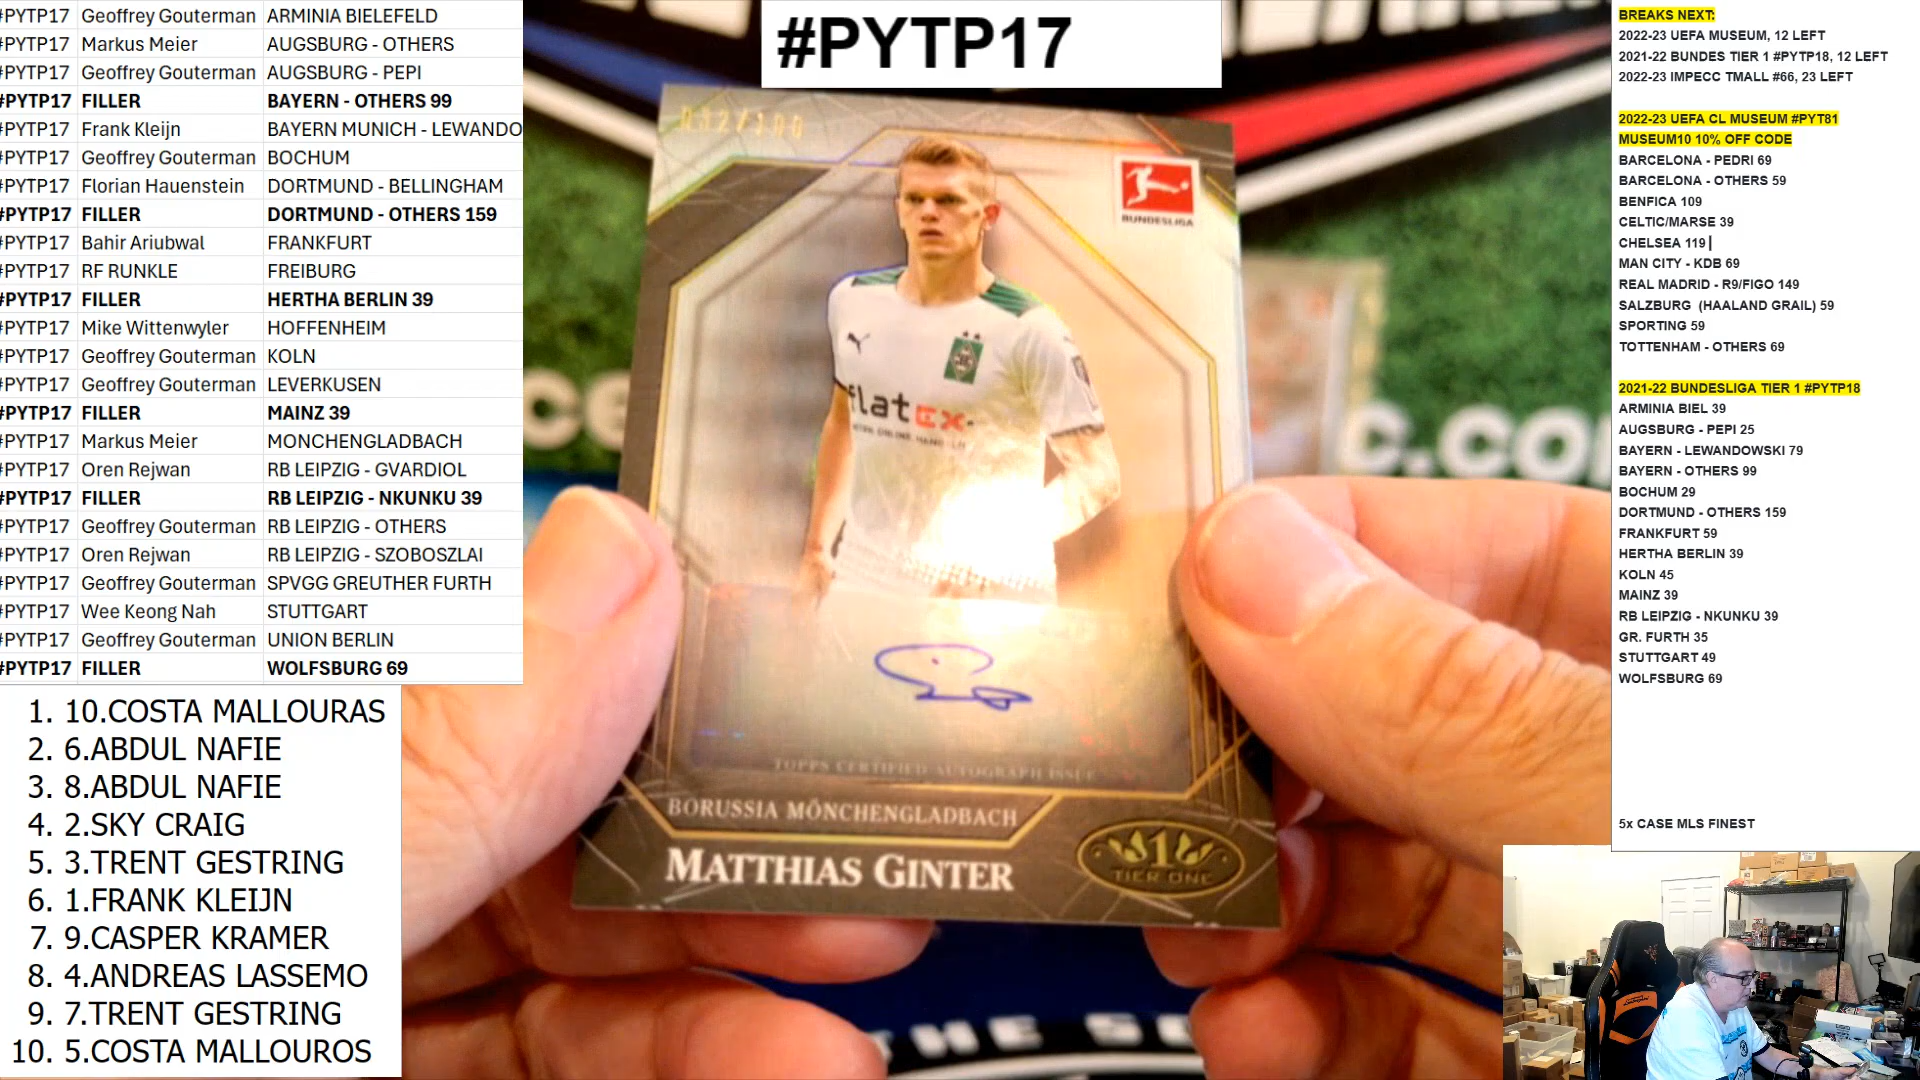 #PYTP17 Geoffrey Gouterman ARMINIA BIELEFELD
#PYTP17 Markus Meier AUGSBURG - OTHERS
#PYTP17 Geoffrey Gouterman AUGSBURG - PEPI
#PYTP17 FILLER BAYERN - OTHERS 99
#PYTP17 Frank Kleijn BAYERN MUNICH - LEWANDO
#PYTP17 Geoffrey Gouterman BOCHUM
#PYTP17 Florian Hauenstein DORTMUND - BELLINGHAM
#PYTP17 FILLER DORTMUND - OTHERS 159
#PYTP17 Bahir Ariubwal FRANKFURT
#PYTP17 RF RUNKLE FREIBURG
#PYTP17 FILLER HERTHA BERLIN 39
#PYTP17 Mike Wittenwyler HOFFENHEIM
#PYTP17 Geoffrey Gouterman KOLN
#PYTP17 Geoffrey Gouterman LEVERKUSEN
#PYTP17 FILLER MAINZ 39
#PYTP17 Markus Meier MONCHENGLADBACH
#PYTP17 Oren Rejwan RB LEIPZIG - GVARDIOL
#PYTP17 FILLER RB LEIPZIG - NKUNKU 39
#PYTP17 Geoffrey Gouterman RB LEIPZIG - OTHERS
#PYTP17 Oren Rejwan RB LEIPZIG - SZOBOSZLAI
#PYTP17 Geoffrey Gouterman SPVGG GREUTHER FURTH
#PYTP17 Wee Keong Nah STUTTGART
#PYTP17 Geoffrey Gouterman UNION BERLIN
#PYTP17 FILLER WOLFSBURG 69
1. 10.COSTA MALLOURAS
2. 6.ABDUL NAFIE
3. 8.ABDUL NAFIE
4. 2.SKY CRAIG
5. 3.TRENT GESTRING
6. 1.FRANK KLEIJN
7. 9.CASPER KRAMER
8. 4.ANDREAS LASSEMO
9. 7.TRENT GESTRING
10. 5.COSTA MALLOUROS
#PYTP17
032/100
BUNDESLIGA
flatex
TOPPS CERTIFIED AUTOGRAPH ISSUE
BORUSSIA MÖNCHENGLADBACH
MATTHIAS GINTER
1
TIER ONE
c.co
THE S
BREAKS NEXT:
2022-23 UEFA MUSEUM, 12 LEFT
2021-22 BUNDES TIER 1 #PYTP18, 12 LEFT
2022-23 IMPECC TMALL #66, 23 LEFT
2022-23 UEFA CL MUSEUM #PYT81
MUSEUM10 10% OFF CODE
BARCELONA - PEDRI 69
BARCELONA - OTHERS 59
BENFICA 109
CELTIC/MARSE 39
CHELSEA 119
MAN CITY - KDB 69
REAL MADRID - R9/FIGO 149
SALZBURG (HAALAND GRAIL) 59
SPORTING 59
TOTTENHAM - OTHERS 69
2021-22 BUNDESLIGA TIER 1 #PYTP18
ARMINIA BIEL 39
AUGSBURG - PEPI 25
BAYERN - LEWANDOWSKI 79
BAYERN - OTHERS 99
BOCHUM 29
DORTMUND - OTHERS 159
FRANKFURT 59
HERTHA BERLIN 39
KOLN 45
MAINZ 39
RB LEIPZIG - NKUNKU 39
GR. FURTH 35
STUTTGART 49
WOLFSBURG 69
5x CASE MLS FINEST